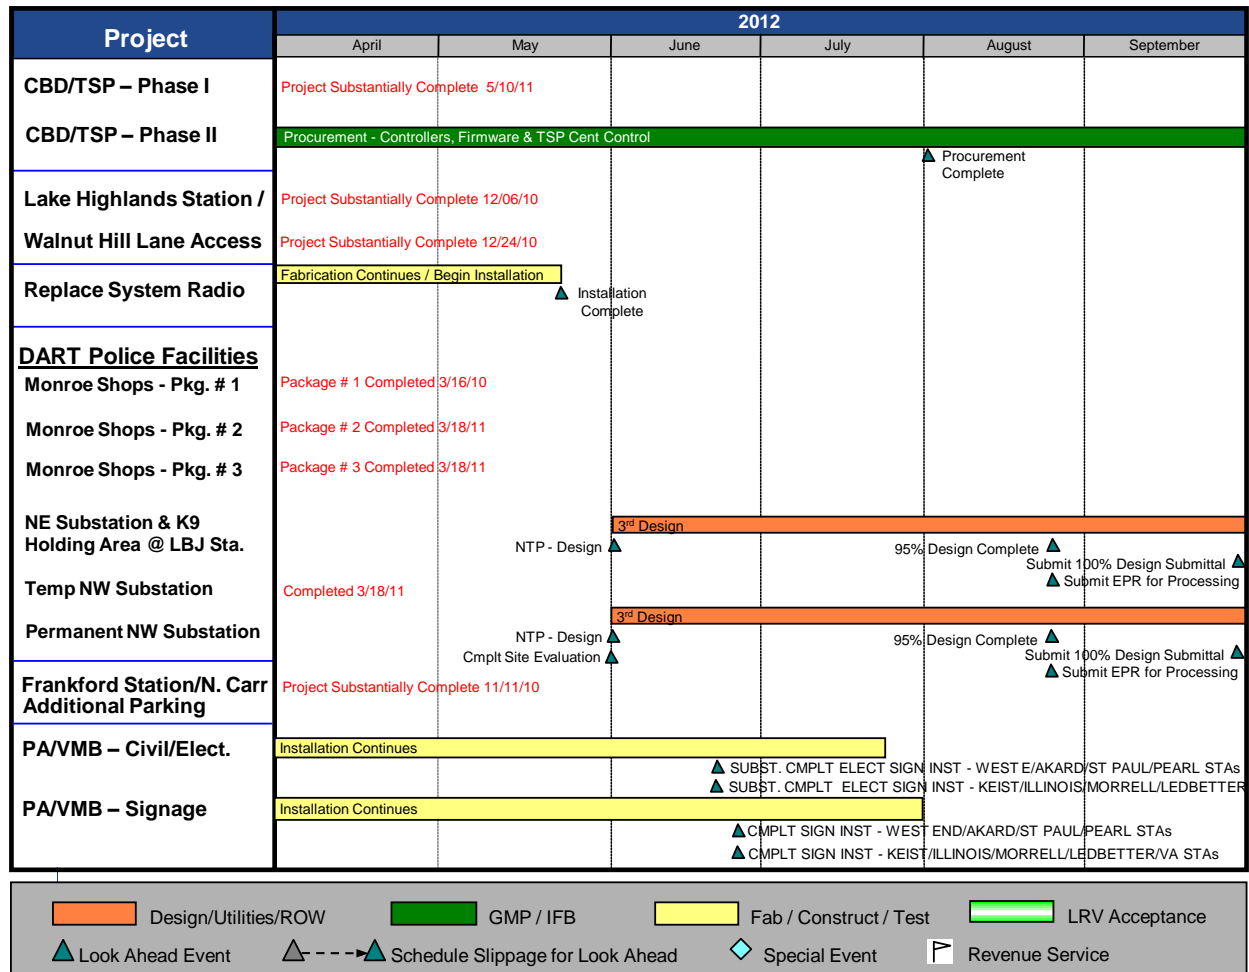 Project
2012
April
May
June
July
August
September
CBD/TSP – Phase I
Project Substantially Complete 5/10/11
CBD/TSP – Phase II
Procurement - Controllers, Firmware & TSP Cent Control
Procurement
Complete
Lake Highlands Station /
Project Substantially Complete 12/06/10
Walnut Hill Lane Access
Project Substantially Complete 12/24/10
Fabrication Continues / Begin Installation
Replace System Radio
Installation
Complete
DART Police Facilities
Monroe Shops - Pkg. # 1
Package # 1 Completed 3/16/10
Monroe Shops - Pkg. # 2
Package # 2 Completed 3/18/11
Monroe Shops - Pkg. # 3
Package # 3 Completed 3/18/11
NE Substation & K9
Holding Area @ LBJ Sta.
3rd Design
NTP - Design
95% Design Complete
Submit 100% Design Submittal
Submit EPR for Processing
Temp NW Substation
Completed 3/18/11
Permanent NW Substation
3rd Design
NTP - Design
95% Design Complete
Cmplt Site Evaluation
Submit 100% Design Submittal
Submit EPR for Processing
Frankford Station/N. Carr
Additional Parking
Project Substantially Complete 11/11/10
PA/VMB – Civil/Elect.
Installation Continues
SUBST. CMPLT ELECT SIGN INST - WEST E/AKARD/ST PAUL/PEARL STAs
SUBST. CMPLT ELECT SIGN INST - KEIST/ILLINOIS/MORRELL/LEDBETTER
PA/VMB – Signage
Installation Continues
CMPLT SIGN INST - WEST END/AKARD/ST PAUL/PEARL STAs
CMPLT SIGN INST - KEIST/ILLINOIS/MORRELL/LEDBETTER/VA STAs
Design/Utilities/ROW
GMP / IFB
Fab / Construct / Test
LRV Acceptance
Look Ahead Event
Schedule Slippage for Look Ahead
Special Event
Revenue Service